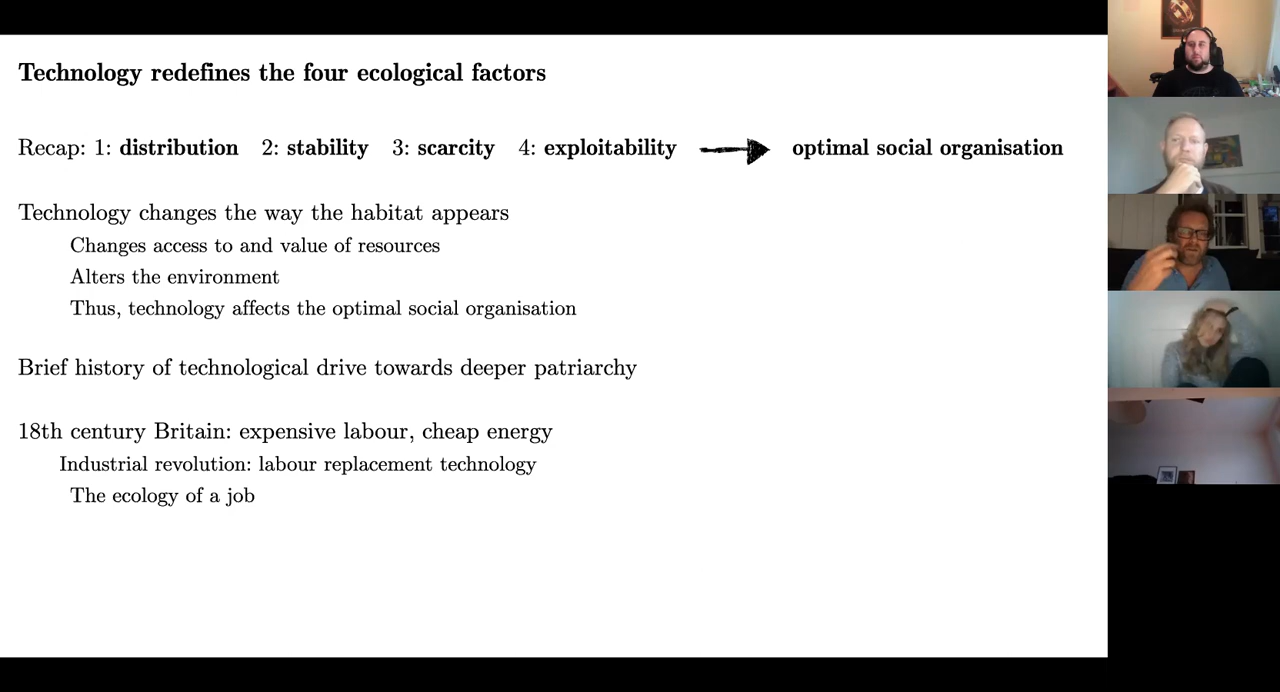 Technology redefines the four ecological factors
Recap: 1: distribution 2: stability 3: scarcity 4: exploitability optimal social organisation
Technology changes the way the habitat appears
Changes access to and value of resources
Alters the environment
Thus, technology affects the optimal social organisation
Brief history of technological drive towards deeper patriarchy
18th century Britain: expensive labour, cheap energy
Industrial revolution: labour replacement technology
The ecology of a job